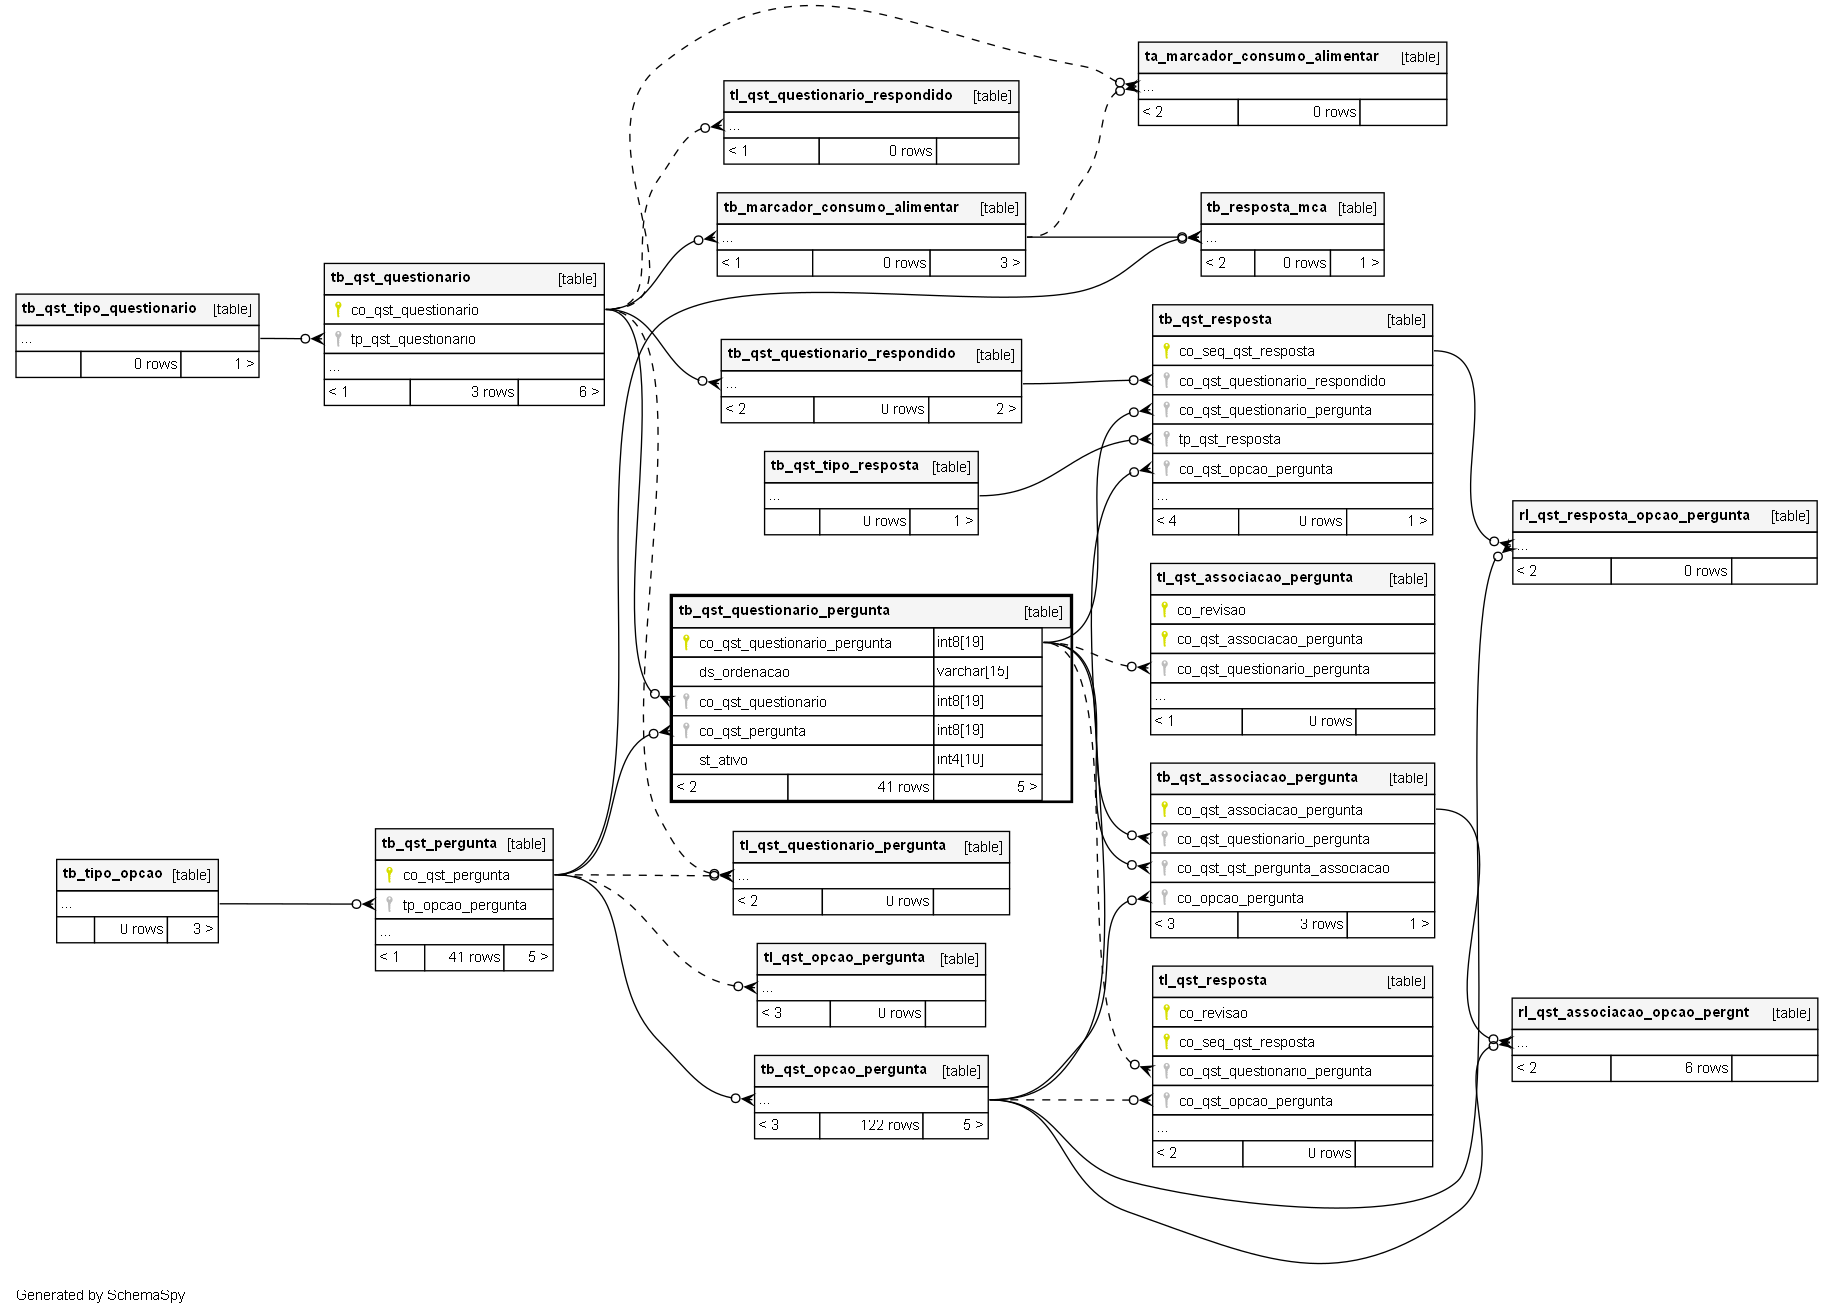 ta_marcador_consumo_alimentar [table]
...
< 2 0 rows
tl_qst_questionario_respondido [table]
...
< 1 0 rows
tb_marcador_consumo_alimentar [table]
...
< 1 0 rows 3 >
tb_resposta_mca [table]
...
< 2 0 rows 1 >
tb_qst_tipo_questionario [table]
...
0 rows 1 >
tb_qst_questionario [table]
co_qst_questionario
tp_qst_questionario
...
< 1 3 rows 6 >
tb_qst_questionario_respondido [table]
...
< 2 0 rows 2 >
tb_qst_tipo_resposta [table]
...
0 rows 1 >
tb_qst_resposta [table]
co_seq_qst_resposta
co_qst_questionario_respondido
co_qst_questionario_pergunta
tp_qst_resposta
co_qst_opcao_pergunta
...
< 4 0 rows 1 >
rl_qst_resposta_opcao_pergunta [table]
...
< 2 0 rows
tl_qst_associacao_pergunta [table]
co_revisao
co_qst_associacao_pergunta
co_qst_questionario_pergunta
...
< 1 0 rows
tb_qst_questionario_pergunta [table]
co_qst_questionario_pergunta int8[19]
ds_ordenacao varchar[15]
co_qst_questionario int8[19]
co_qst_pergunta int8[19]
st_ativo int4[10]
< 2 41 rows 5 >
tb_qst_associacao_pergunta [table]
co_qst_associacao_pergunta
co_qst_questionario_pergunta
co_qst_qst_pergunta_associacao
co_opcao_pergunta
< 3 3 rows 1 >
tb_tipo_opcao [table]
...
0 rows 3 >
tb_qst_pergunta [table]
co_qst_pergunta
tp_opcao_pergunta
...
< 1 41 rows 5 >
tl_qst_questionario_pergunta [table]
...
< 2 0 rows
tl_qst_opcao_pergunta [table]
...
< 3 0 rows
tb_qst_opcao_pergunta [table]
...
< 3 122 rows 5 >
tl_qst_resposta [table]
co_revisao
co_seq_qst_resposta
co_qst_questionario_pergunta
co_qst_opcao_pergunta
...
< 2 0 rows
rl_qst_associacao_opcao_pergnt [table]
...
< 2 6 rows
Generated by SchemaSpy